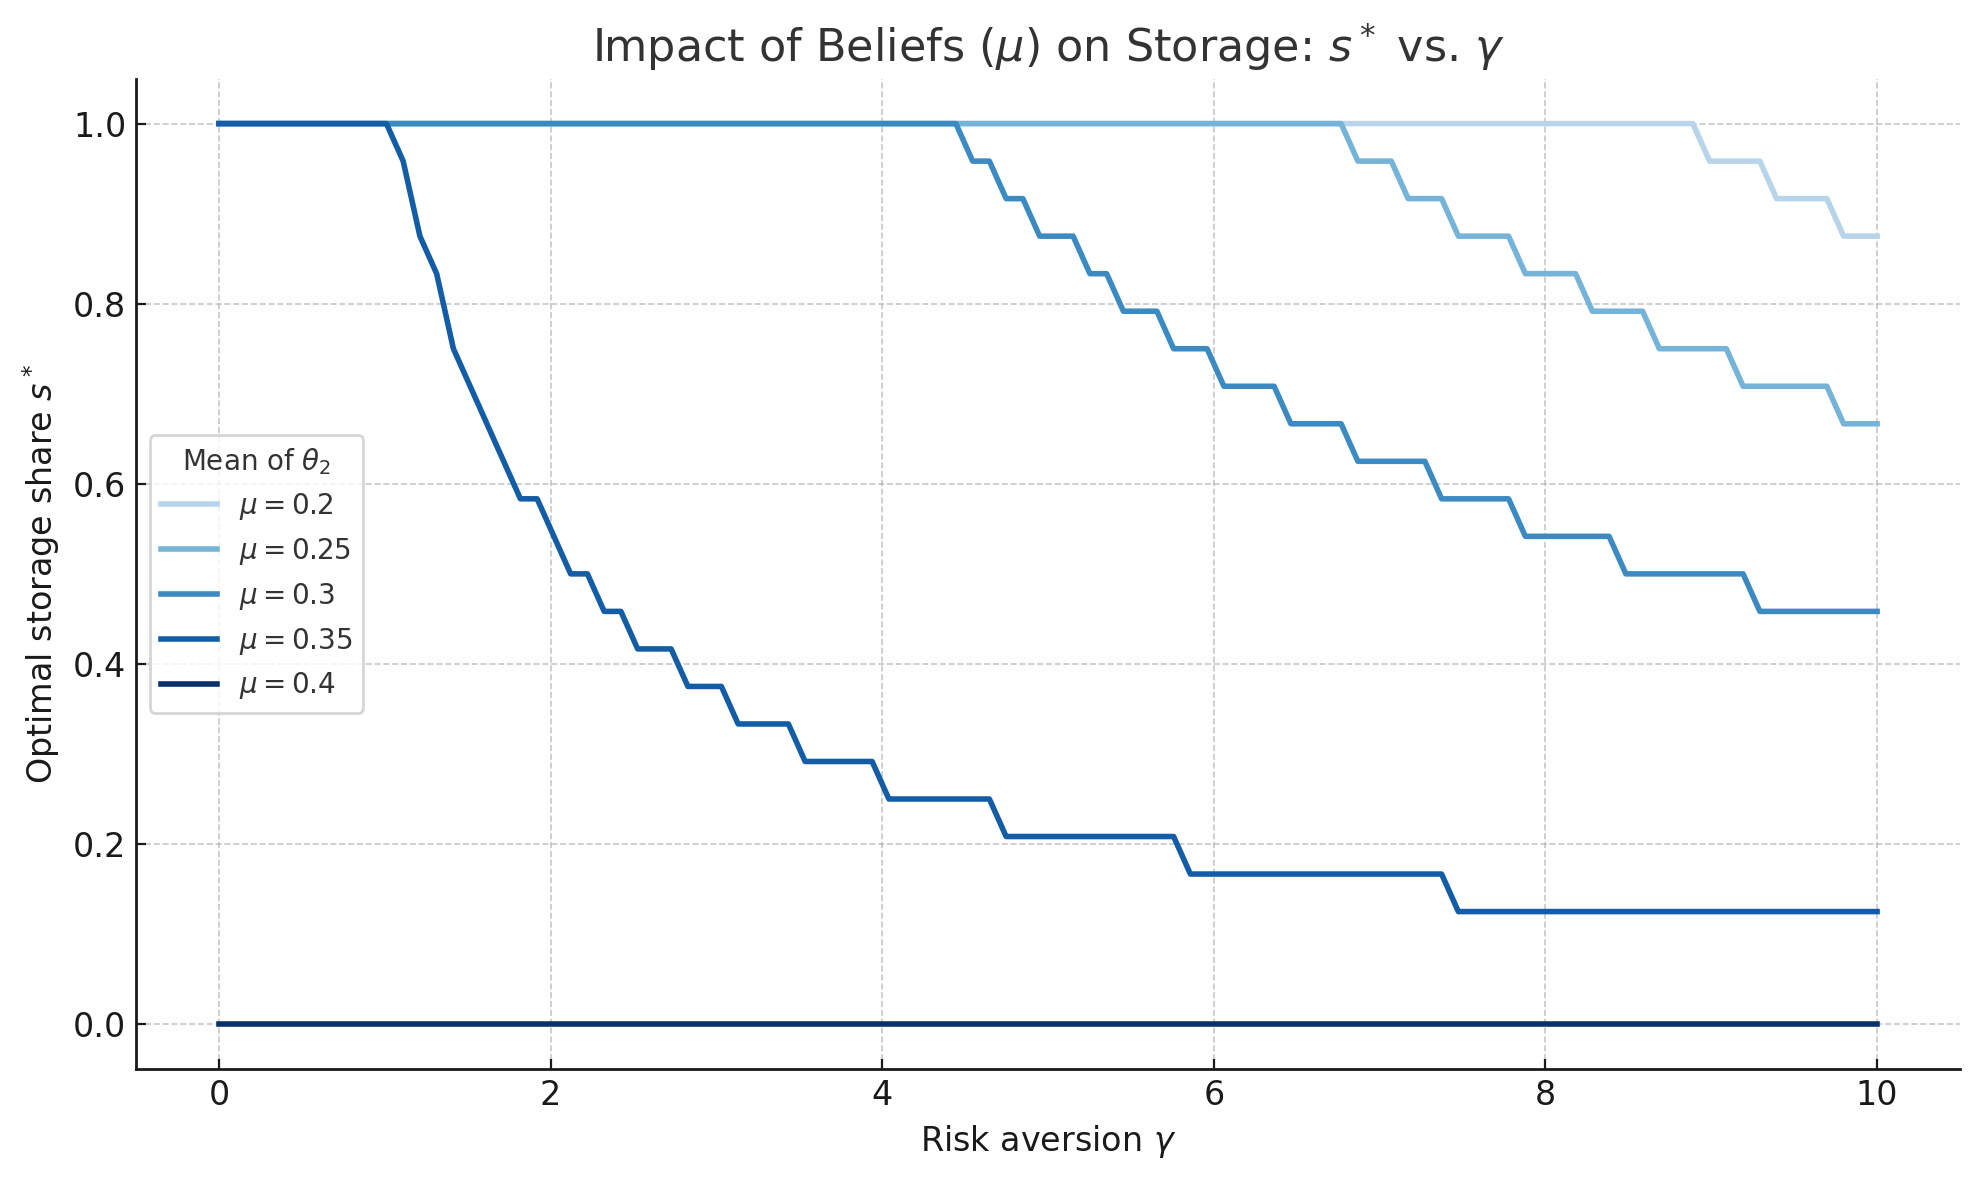 Impact of Beliefs (μ) on Storage: s* vs. γ
Optimal storage share s*
1.0
0.8
0.6
0.4
0.2
0.0
Mean of θ₂
μ = 0.2
μ = 0.25
μ = 0.3
μ = 0.35
μ = 0.4
0 2 4 6 8 10
Risk aversion γ